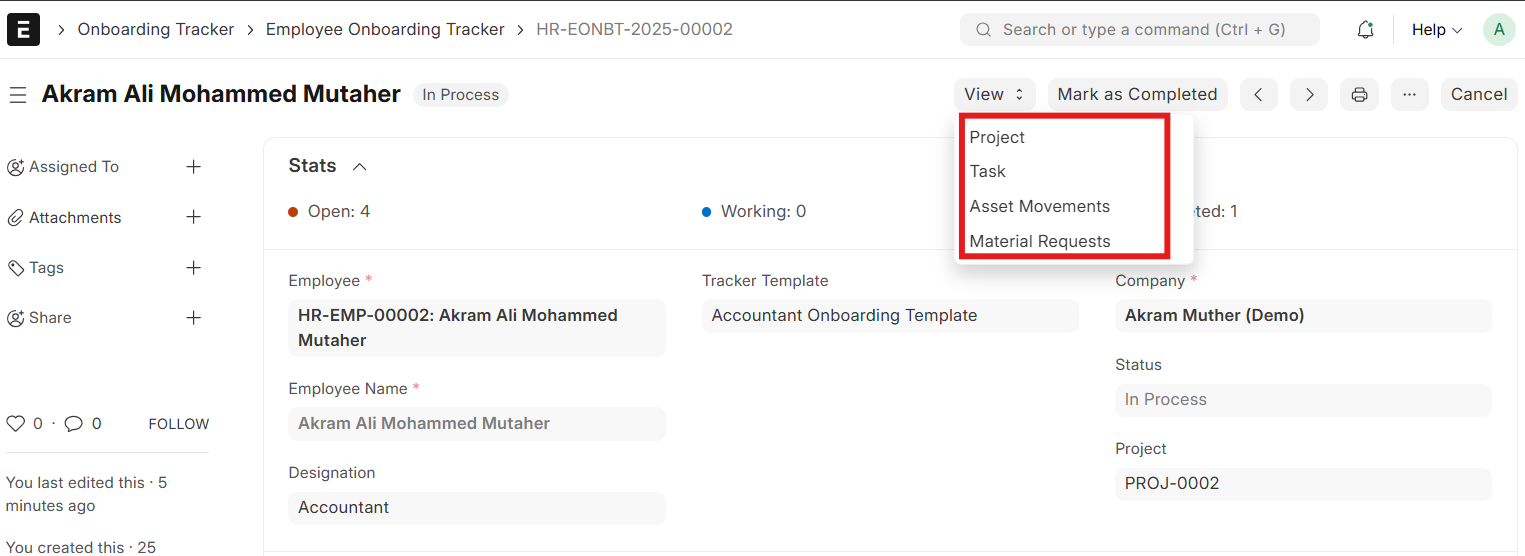 E
Onboarding Tracker
Employee Onboarding Tracker
HR-EONBT-2025-00002
Search or type a command (Ctrl + G)
Help
A
Akram Ali Mohammed Mutaher
In Process
View
Mark as Completed
...
Cancel
Project
Task
Asset Movements
Material Requests
Assigned To
Attachments
Tags
Share
0 · 0
FOLLOW
You last edited this · 5
minutes ago
You created this · 25
Stats
Open: 4
Working: 0
eted: 1
Employee *
HR-EMP-00002: Akram Ali Mohammed
Mutaher
Employee Name *
Akram Ali Mohammed Mutaher
Designation
Accountant
Tracker Template
Accountant Onboarding Template
Company *
Akram Muther (Demo)
Status
In Process
Project
PROJ-0002